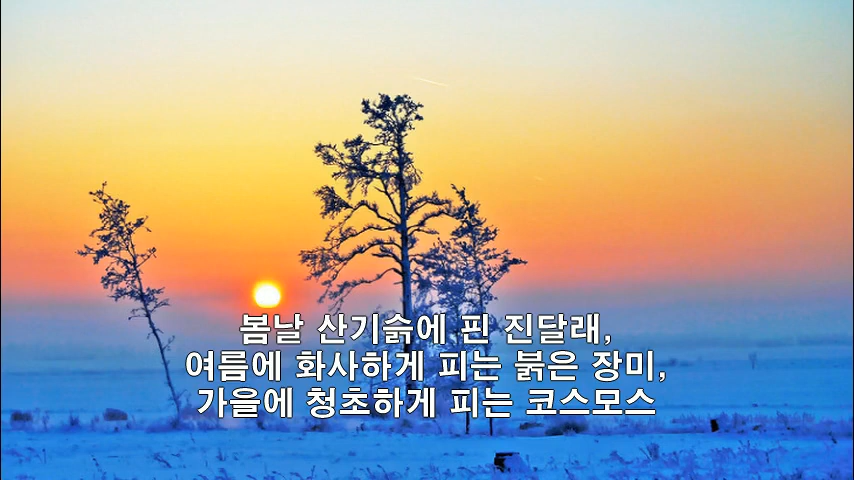 봄날 산기슭에 핀 진달래,
여름에 화사하게 피는 붉은 장미,
가을에 청초하게 피는 코스모스